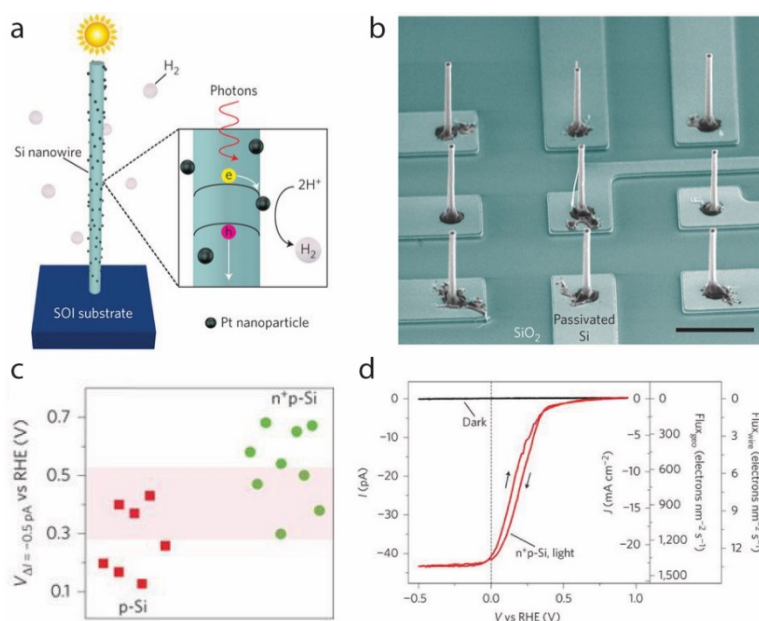 a
H₂
Si nanowire
Photons
e
2H⁺
h
H₂
SOI substrate
Pt nanoparticle
b
SiO₂
Passivated
Si
c
n⁺p-Si
0.7
0.5
0.3
0.1
V_ΔI = −0.5 pA vs RHE (V)
p-Si
d
0
−10
−20
−30
−40
I (pA)
Dark
n⁺p-Si, light
−0.5
0.0
0.5
1.0
V vs RHE (V)
0
−5
−10
−15
−20
J (mA cm⁻²)
0
300
600
900
1,200
1,500
Flux_geo (electrons nm⁻² s⁻¹)
0
3
6
9
12
Flux_wire (electrons nm⁻² s⁻¹)